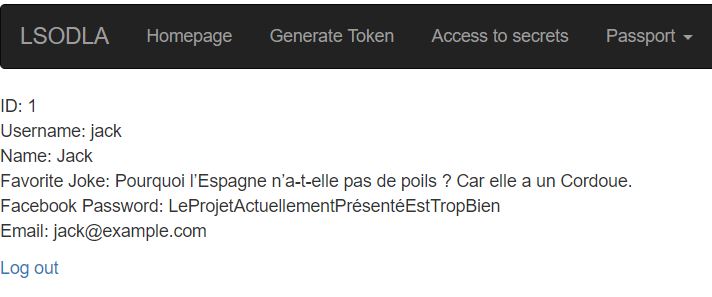 LSODLA Homepage Generate Token Access to secrets Passport
ID: 1
Username: jack
Name: Jack
Favorite Joke: Pourquoi l’Espagne n’a-t-elle pas de poils ? Car elle a un Cordoue.
Facebook Password: LeProjetActuellementPrésentéEstTropBien
Email: jack@example.com
Log out